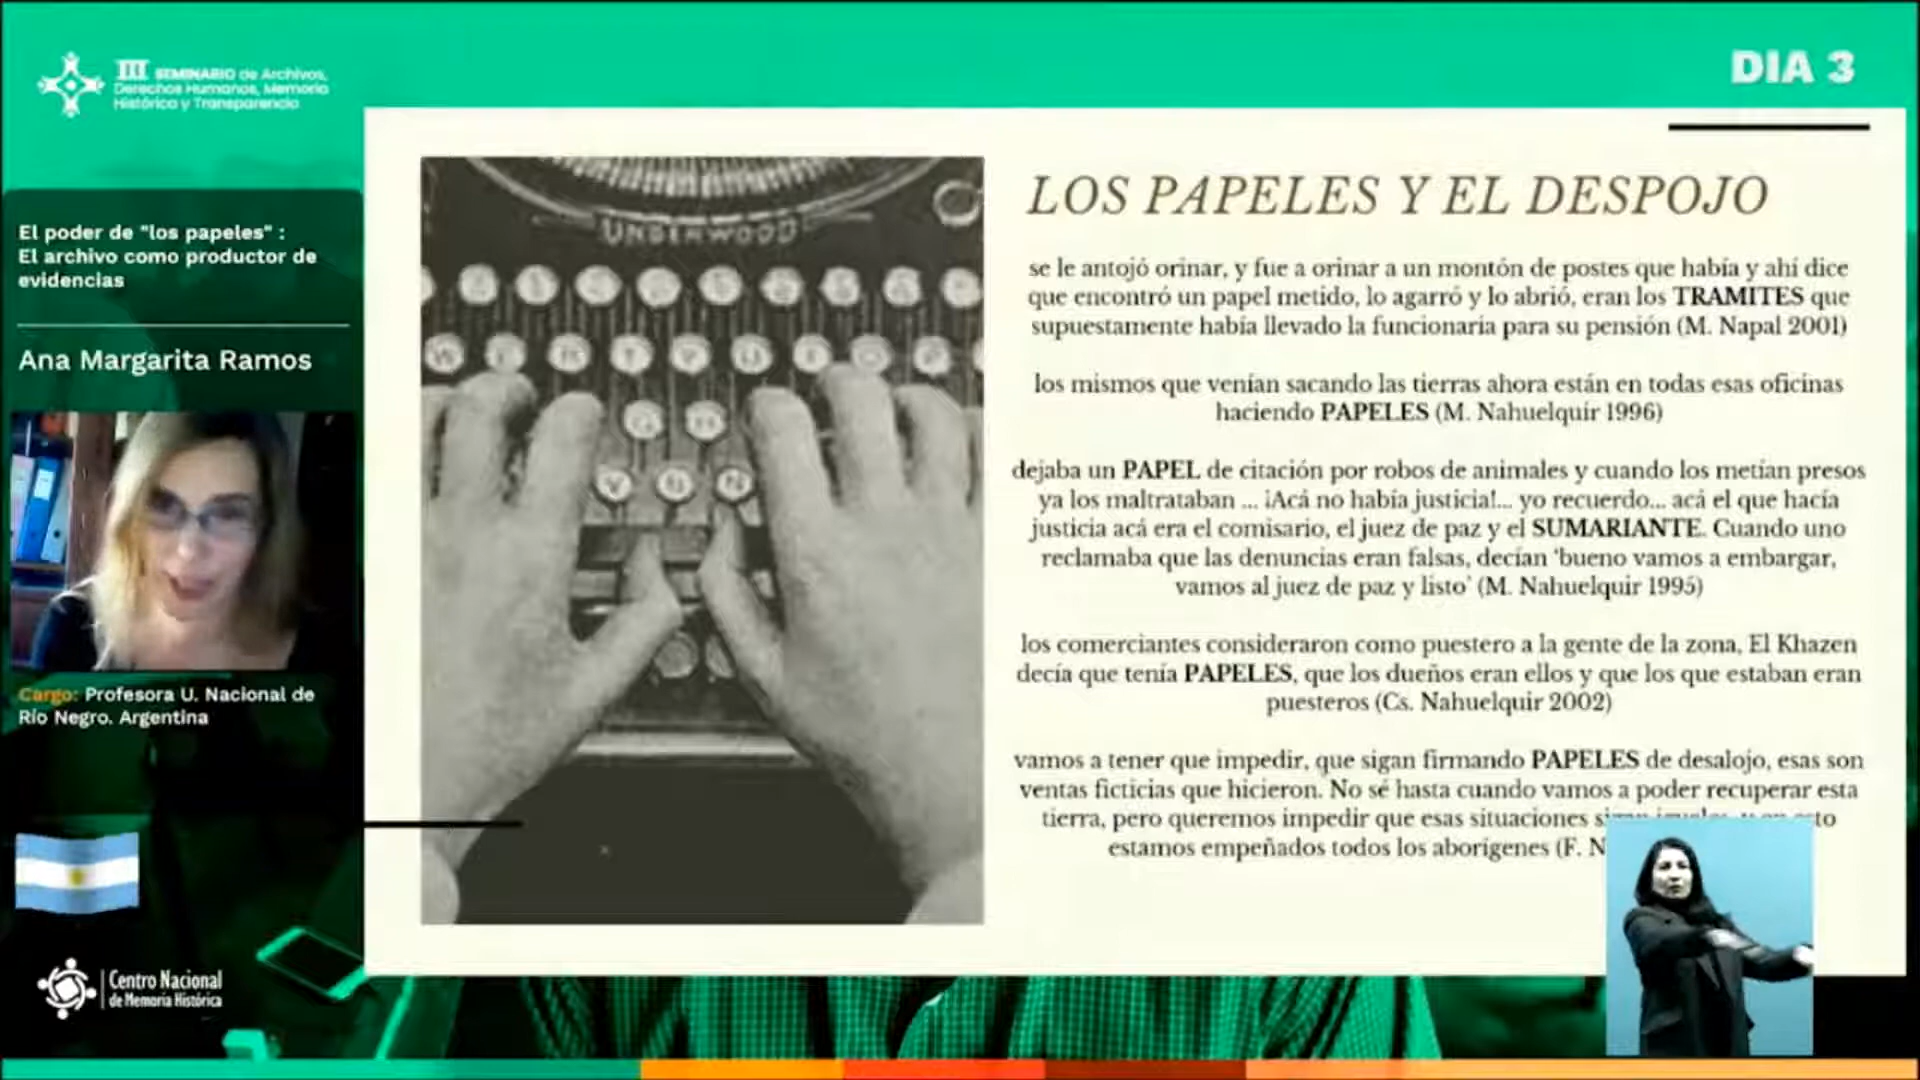 III SEMINARIO de Archivos,
Derechos Humanos, Memoria
Histórica y Transparencia
DIA 3
El poder de "los papeles" :
El archivo como productor de
evidencias
Ana Margarita Ramos
Cargo: Profesora U. Nacional de
Río Negro. Argentina
Centro Nacional
de Memoria Histórica
UNDERWOOD
LOS PAPELES Y EL DESPOJO
se le antojó orinar, y fue a orinar a un montón de postes que había y ahí dice
que encontró un papel metido, lo agarró y lo abrió, eran los TRAMITES que
supuestamente había llevado la funcionaria para su pensión (M. Napal 2001)
los mismos que venían sacando las tierras ahora están en todas esas oficinas
haciendo PAPELES (M. Nahuelquir 1996)
dejaba un PAPEL de citación por robos de animales y cuando los metían presos
ya los maltrataban ... ¡Acá no había justicia!... yo recuerdo... acá el que hacía
justicia acá era el comisario, el juez de paz y el SUMARIANTE. Cuando uno
reclamaba que las denuncias eran falsas, decían ‘bueno vamos a embargar,
vamos al juez de paz y listo’ (M. Nahuelquir 1995)
los comerciantes consideraron como puestero a la gente de la zona, El Khazen
decía que tenía PAPELES, que los dueños eran ellos y que los que estaban eran
puesteros (Cs. Nahuelquir 2002)
vamos a tener que impedir, que sigan firmando PAPELES de desalojo, esas son
ventas ficticias que hicieron. No sé hasta cuando vamos a poder recuperar esta
tierra, pero queremos impedir que esas situaciones
estamos empeñados todos los aborígenes (F. N